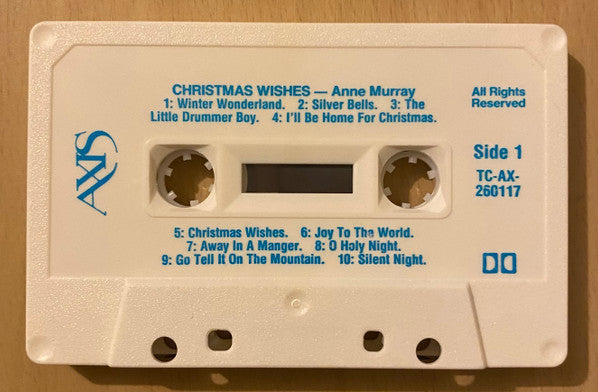 CHRISTMAS WISHES — Anne Murray
1: Winter Wonderland. 2: Silver Bells. 3: The
Little Drummer Boy. 4: I'll Be Home For Christmas.
All Rights
Reserved
AXIS
Side 1
TC-AX-
260117
5: Christmas Wishes. 6: Joy To The World.
7: Away In A Manger. 8: O Holy Night.
9: Go Tell It On The Mountain. 10: Silent Night.